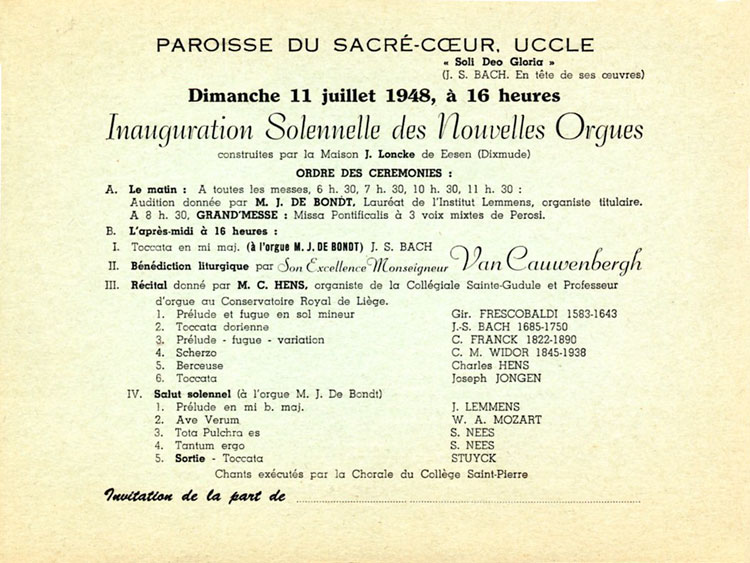 PAROISSE DU SACRÉ-CŒUR, UCCLE
« Soli Deo Gloria »
(J. S. BACH. En tête de ses œuvres)
Dimanche 11 juillet 1948, à 16 heures
Inauguration Solennelle des Nouvelles Orgues
construites par la Maison J. Loncke de Eesen (Dixmude)
ORDRE DES CEREMONIES :
A. Le matin : A toutes les messes, 6 h. 30, 7 h. 30, 10 h. 30, 11 h. 30 :
Audition donnée par M. J. DE BONDT, Lauréat de l'Institut Lemmens, organiste titulaire.
A 8 h. 30, GRAND'MESSE : Missa Pontificalis à 3 voix mixtes de Perosi.
B. L'après-midi à 16 heures :
I. Toccata en mi maj. (à l'orgue M. J. DE BONDT) J. S. BACH
II. Bénédiction liturgique par Son Excellence Monseigneur Van Cauwenbergh
III. Récital donné par M. C. HENS, organiste de la Collégiale Sainte-Gudule et Professeur
d'orgue au Conservatoire Royal de Liège.
1. Prélude et fugue en sol mineur Gir. FRESCOBALDI 1583-1643
2. Toccata dorienne J.-S. BACH 1685-1750
3. Prélude - fugue - variation C. FRANCK 1822-1890
4. Scherzo C. M. WIDOR 1845-1938
5. Berceuse Charles HENS
6. Toccata Joseph JONGEN
IV. Salut solennel (à l'orgue M. J. De Bondt)
1. Prélude en mi b. maj. J. LEMMENS
2. Ave Verum W. A. MOZART
3. Tota Pulchra es S. NEES
4. Tantum ergo S. NEES
5. Sortie - Toccata STUYCK
Chants exécutés par la Chorale du Collège Saint-Pierre
Invitation de la part de